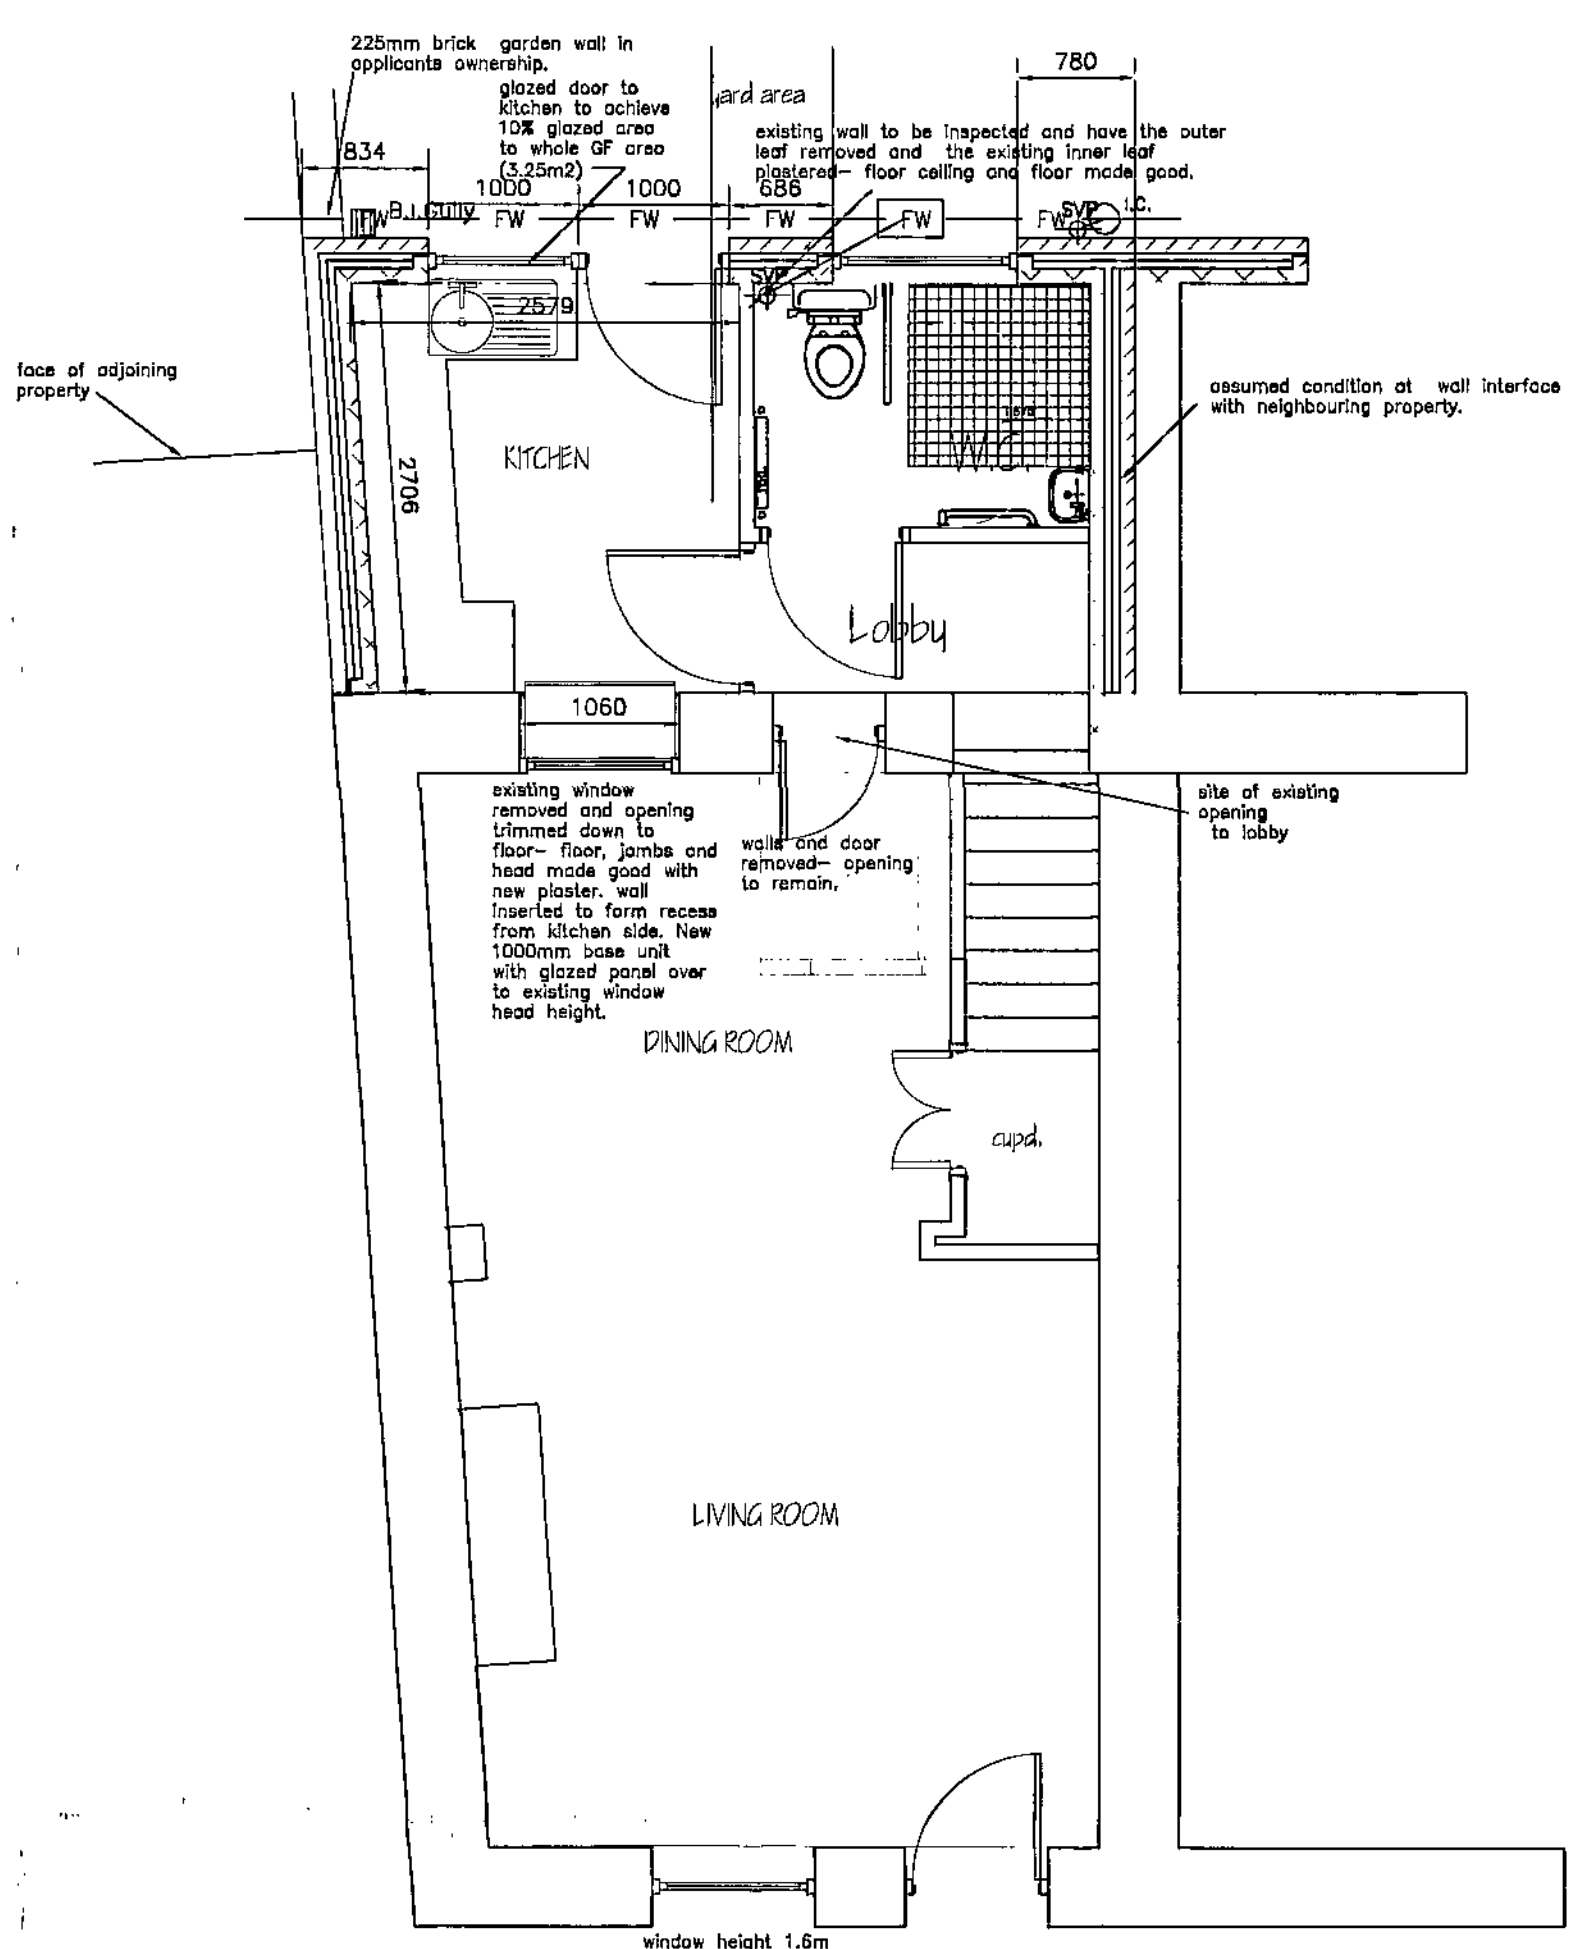 225mm brick garden wall in
applicants ownership.
glazed door to
kitchen to achieve
10% glazed area
to whole GF area
(3.25m2)
ard area
780
existing wall to be inspected and have the outer
leaf removed and the existing inner leaf
plastered- floor ceiling and floor made good.
834
1000
1000
686
B.I.Gully
FW
FW
FW
FW
FW
SVP
I.C.
SVP
2579
face of adjoining
property
assumed condition at wall interface
with neighbouring property.
KITCHEN
W.C.
2706
Lobby
1060
existing window
removed and opening
trimmed down to
floor- floor, jambs and
head made good with
new plaster. wall
inserted to form recess
from kitchen side. New
1000mm base unit
with glazed panel over
to existing window
head height.
walls and door
removed- opening
to remain.
site of existing
opening
to lobby
DINING ROOM
cupd.
LIVING ROOM
window height 1.6m